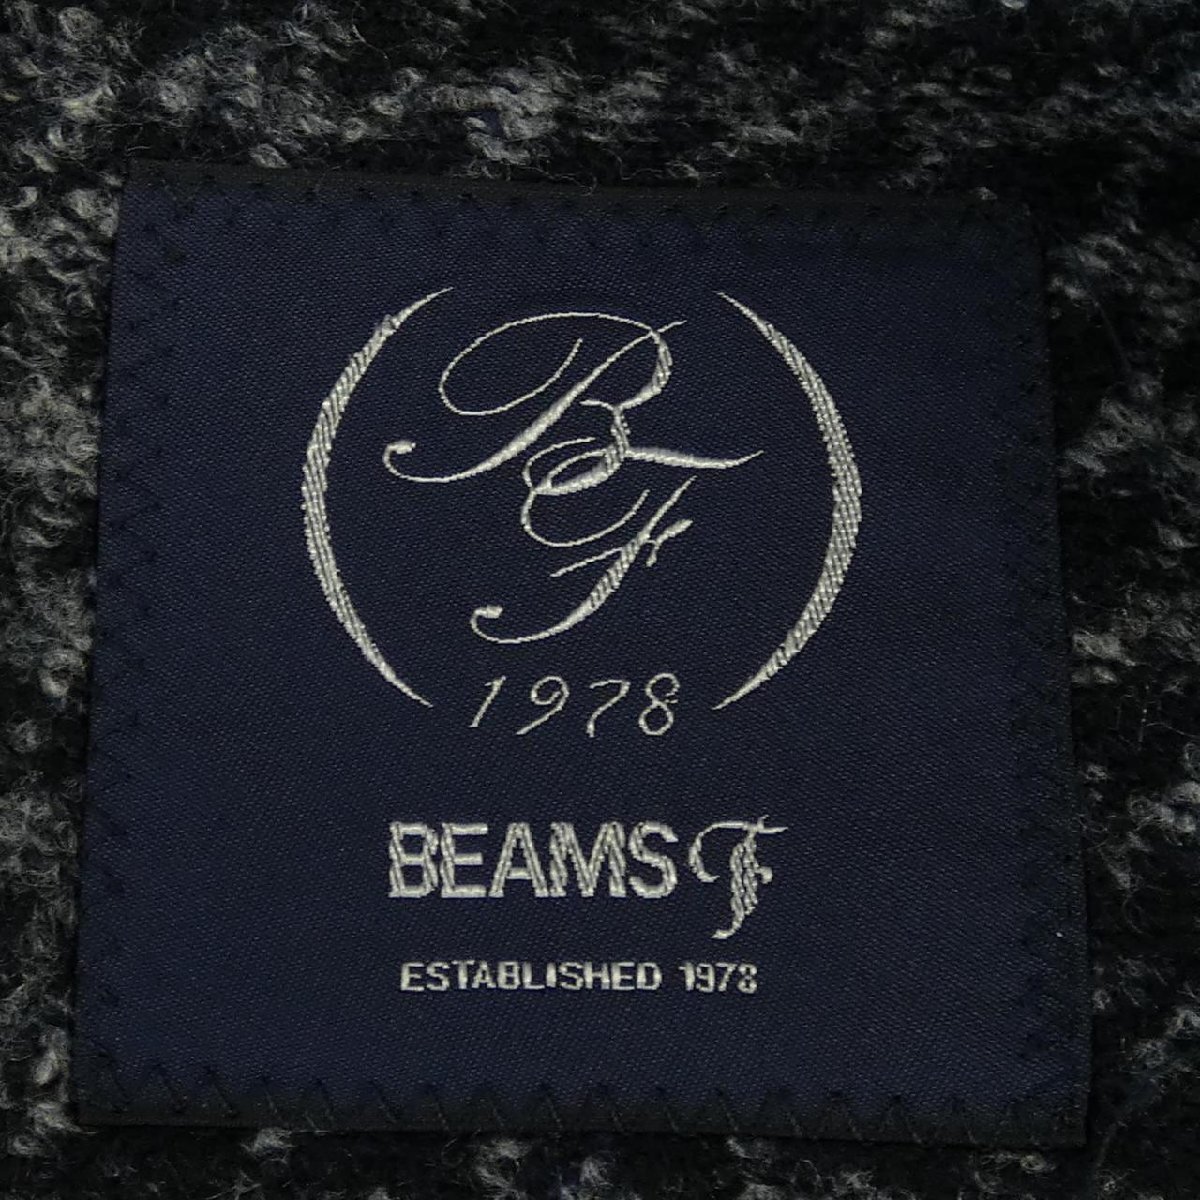 BF
1978
BEAMS F
ESTABLISHED 1978